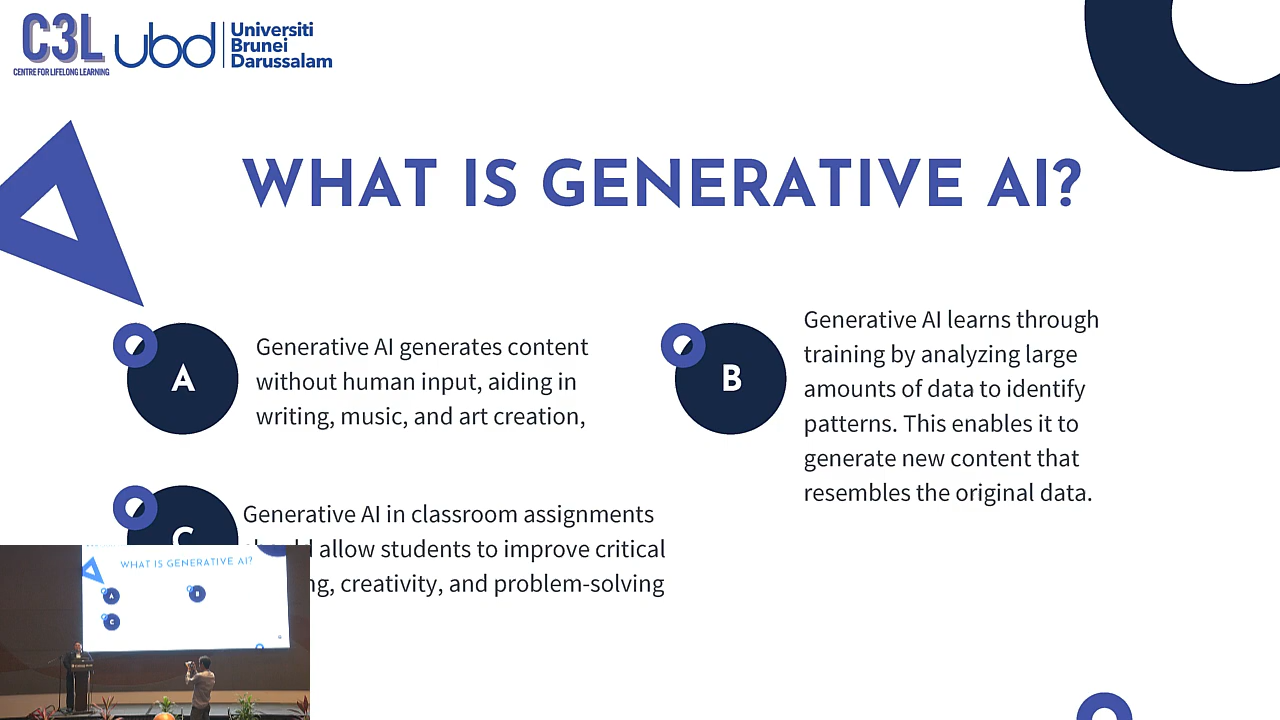 C3L
CENTRE FOR LIFELONG LEARNING
ubd
Universiti
Brunei
Darussalam
WHAT IS GENERATIVE AI?
A
Generative AI generates content
without human input, aiding in
writing, music, and art creation,
B
Generative AI learns through
training by analyzing large
amounts of data to identify
patterns. This enables it to
generate new content that
resembles the original data.
C
Generative AI in classroom assignments
allow students to improve critical
creativity, and problem-solving
WHAT IS GENERATIVE AI?
A
B
C